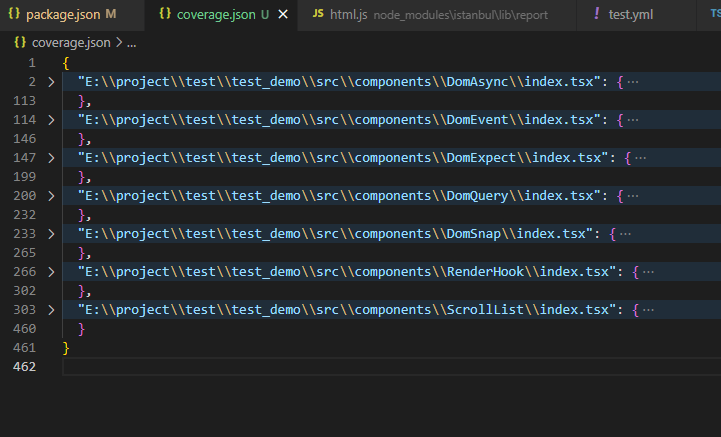 {} package.json M {} coverage.json U × JS html.js node_modules\istanbul\lib\report ! test.yml TS
{} coverage.json > ...
1 {
2 > "E:\\project\\test\\test_demo\\src\\components\\DomAsync\\index.tsx": {···
113 },
114 > "E:\\project\\test\\test_demo\\src\\components\\DomEvent\\index.tsx": {···
146 },
147 > "E:\\project\\test\\test_demo\\src\\components\\DomExpect\\index.tsx": {···
199 },
200 > "E:\\project\\test\\test_demo\\src\\components\\DomQuery\\index.tsx": {···
232 },
233 > "E:\\project\\test\\test_demo\\src\\components\\DomSnap\\index.tsx": {···
265 },
266 > "E:\\project\\test\\test_demo\\src\\components\\RenderHook\\index.tsx": {···
302 },
303 > "E:\\project\\test\\test_demo\\src\\components\\ScrollList\\index.tsx": {···
460 }
461 }
462